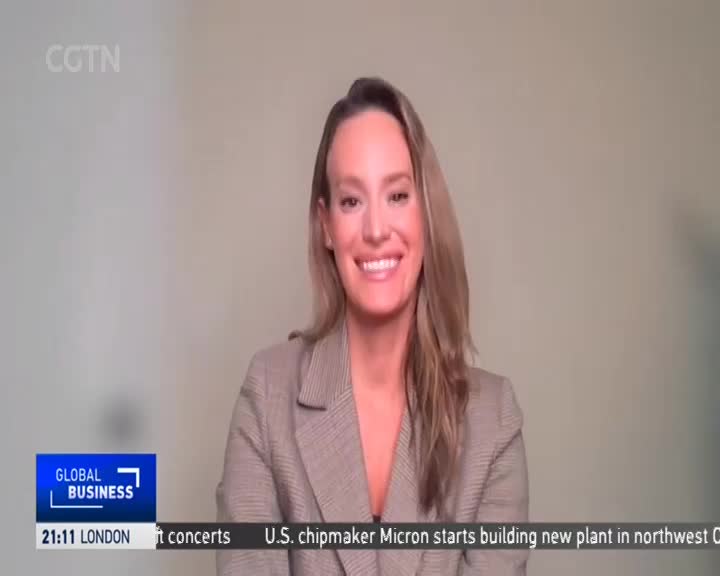 CGTN
GLOBAL
BUSINESS
21:11 LONDON
t concerts U.S. chipmaker Micron starts building new plant in northwest